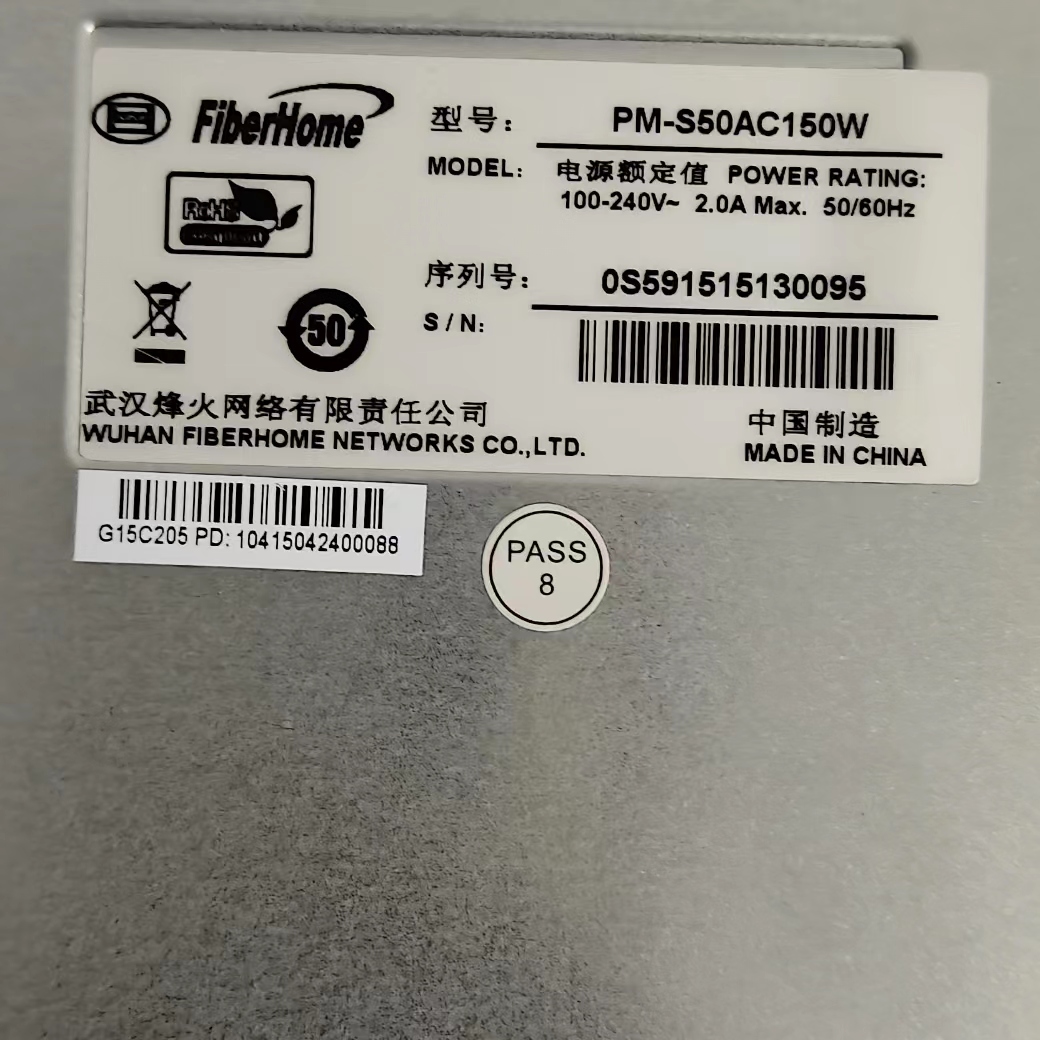 FiberHome
型号： PM-S50AC150W
MODEL: 电源额定值 POWER RATING:
100-240V~ 2.0A Max. 50/60Hz
RoHS
序列号： 0S591515130095
S/N:
50
武汉烽火网络有限责任公司
WUHAN FIBERHOME NETWORKS CO.,LTD.
中国制造
MADE IN CHINA
G15C205 PD: 10415042400088
PASS
8